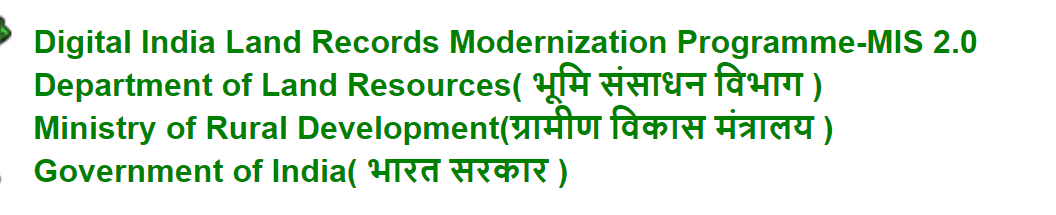 Digital India Land Records Modernization Programme-MIS 2.0
Department of Land Resources( भूमि संसाधन विभाग )
Ministry of Rural Development(ग्रामीण विकास मंत्रालय )
Government of India( भारत सरकार )